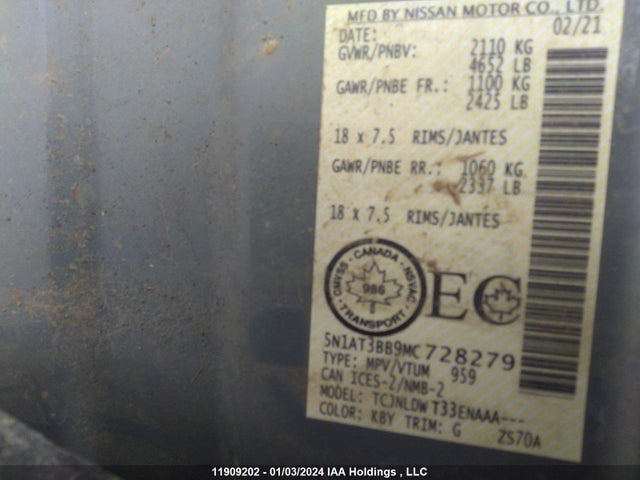 MFD BY NISSAN MOTOR CO., LTD.
DATE: 02/21
GVWR/PNBV: 2110 KG
4652 LB
GAWR/PNBE FR.: 1100 KG
2425 LB
18 x 7.5 RIMS/JANTES
GAWR/PNBE RR.: 1060 KG
2337 LB
18 x 7.5 RIMS/JANTES
CMVSS - CANADA - NSVAC
986
TRANSPORT
EC
5N1AT3BB9MC728279
TYPE: MPV/VTUM 959
CAN ICES-2/NMB-2
MODEL: TCJNLDW T33ENAAA---
COLOR: KBY TRIM: G ZS70A
11909202 - 01/03/2024 IAA Holdings , LLC